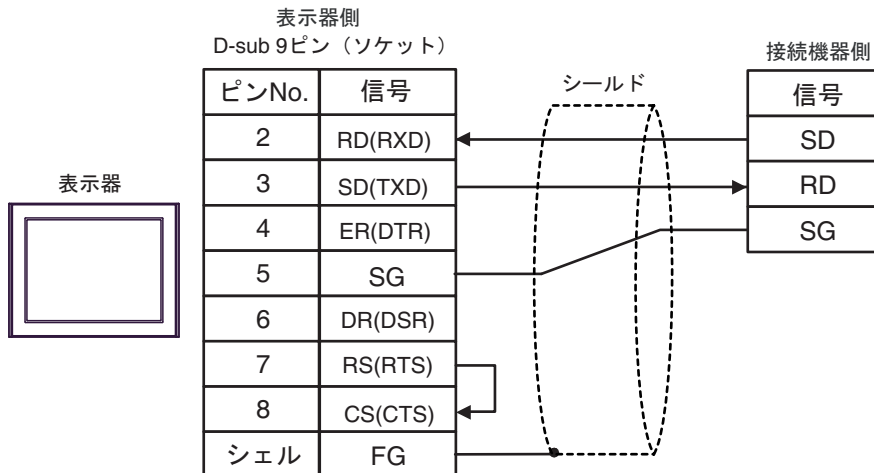 表示器側
D-sub 9ピン（ソケット）
接続機器側
シールド
ピンNo. 信号
信号
2 RD(RXD)
SD
3 SD(TXD)
RD
表示器
4 ER(DTR)
SG
5 SG
6 DR(DSR)
7 RS(RTS)
8 CS(CTS)
シェル FG